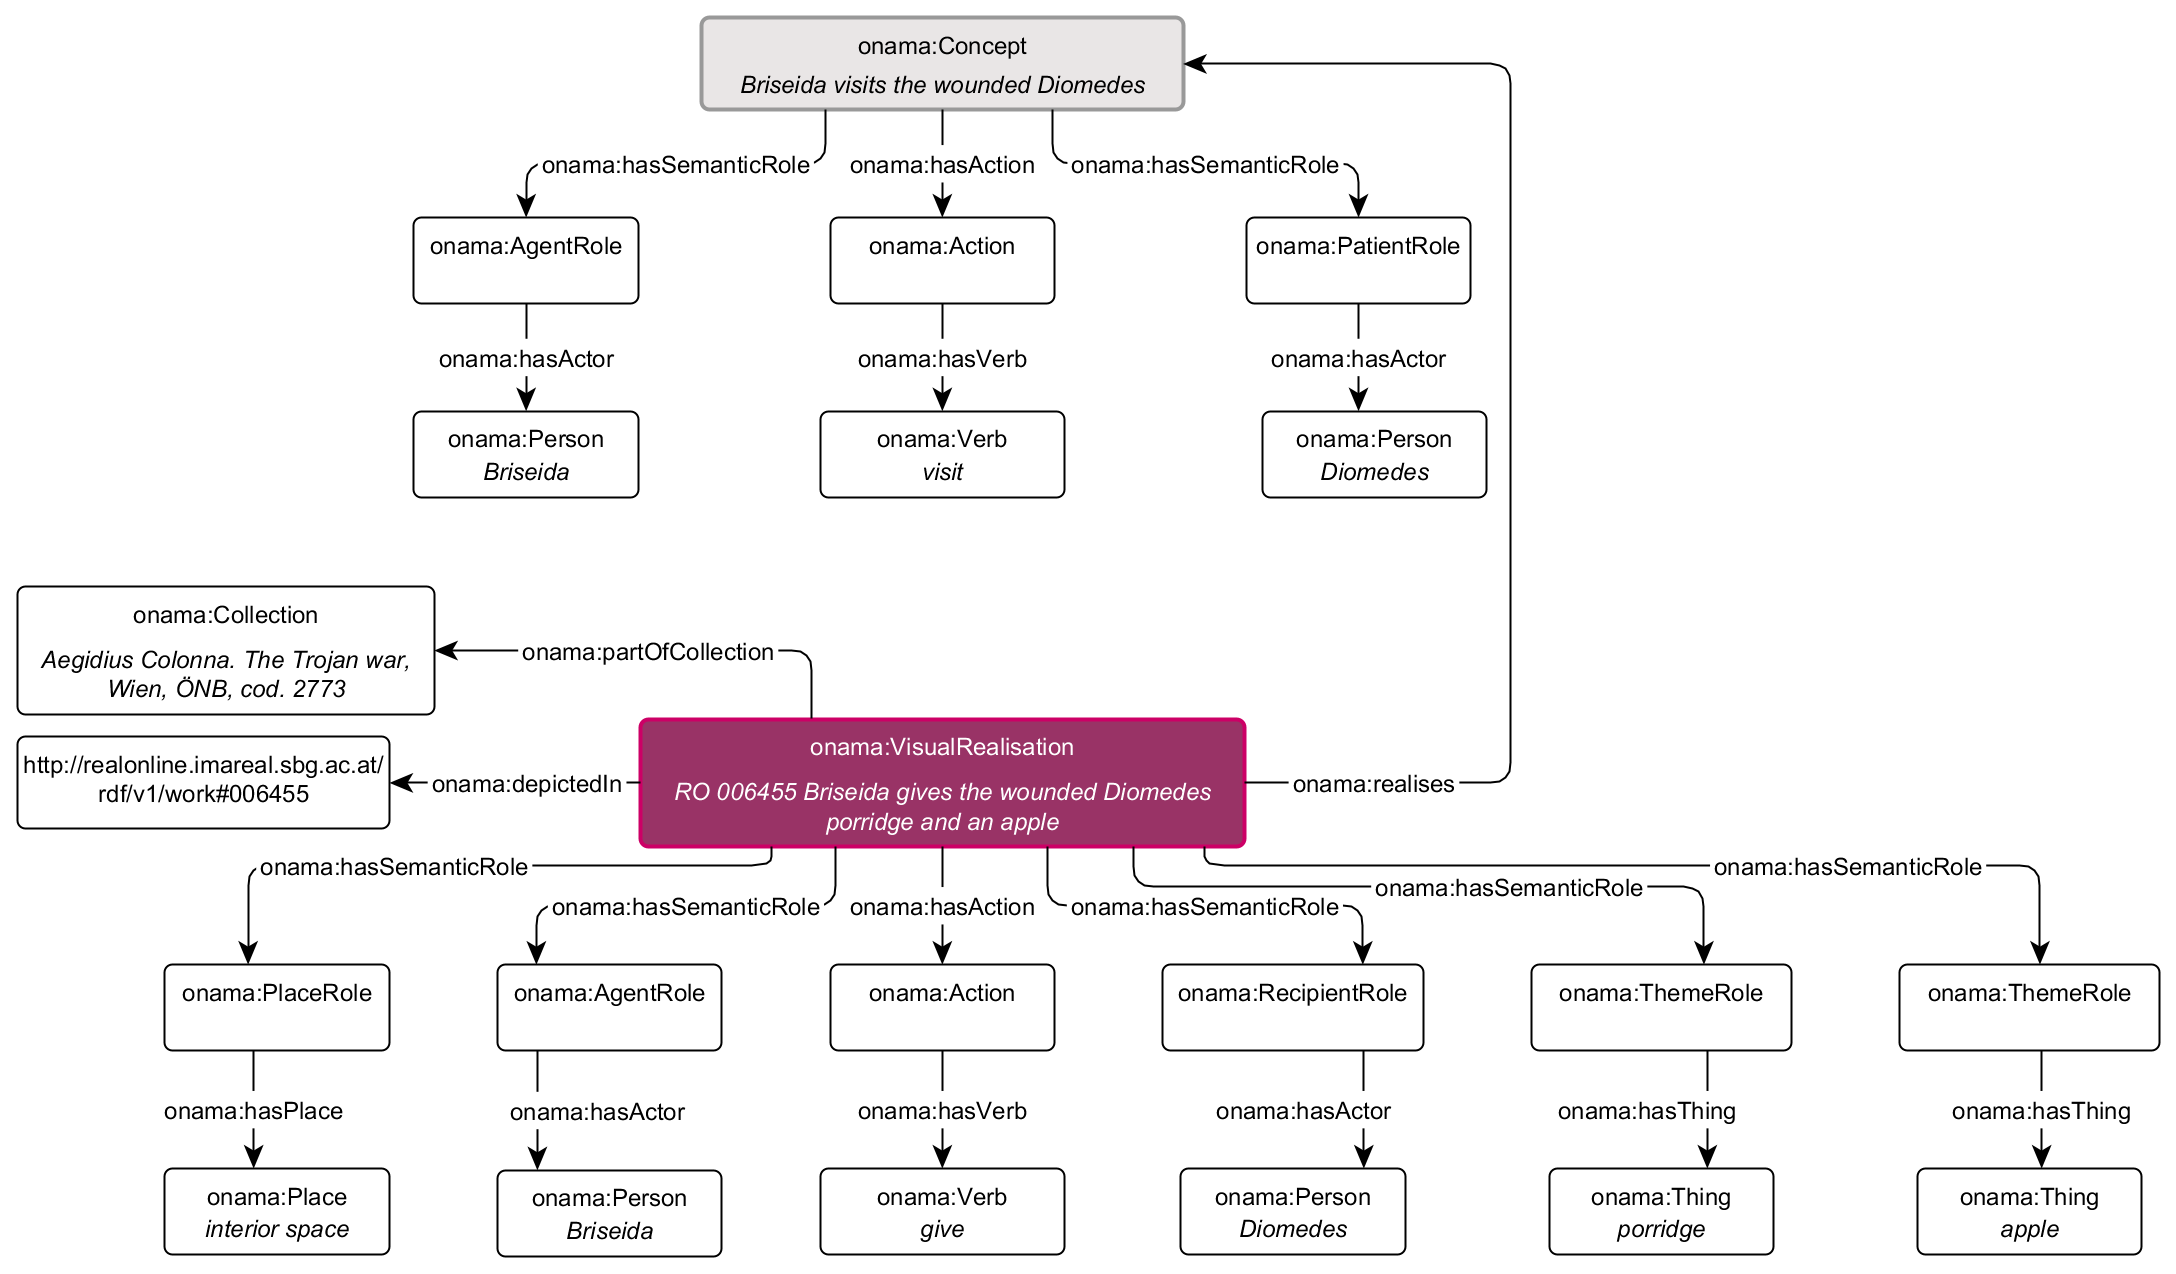 onama:Concept
Briseida visits the wounded Diomedes
onama:hasSemanticRole
onama:hasAction
onama:hasSemanticRole
onama:AgentRole
onama:Action
onama:PatientRole
onama:hasActor
onama:hasVerb
onama:hasActor
onama:Person
Briseida
onama:Verb
visit
onama:Person
Diomedes
onama:Collection
Aegidius Colonna. The Trojan war,
Wien, ÖNB, cod. 2773
onama:partOfCollection
http://realonline.imareal.sbg.ac.at/
rdf/v1/work#006455
onama:depictedIn
onama:VisualRealisation
RO 006455 Briseida gives the wounded Diomedes
porridge and an apple
onama:realises
onama:hasSemanticRole
onama:hasSemanticRole
onama:hasAction
onama:hasSemanticRole
onama:hasSemanticRole
onama:hasSemanticRole
onama:PlaceRole
onama:AgentRole
onama:Action
onama:RecipientRole
onama:ThemeRole
onama:ThemeRole
onama:hasPlace
onama:hasActor
onama:hasVerb
onama:hasActor
onama:hasThing
onama:hasThing
onama:Place
interior space
onama:Person
Briseida
onama:Verb
give
onama:Person
Diomedes
onama:Thing
porridge
onama:Thing
apple